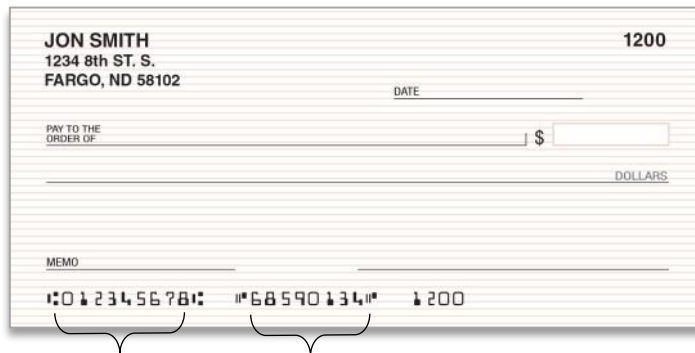 JON SMITH 1200
1234 8th ST. S.
FARGO, ND 58102
DATE
PAY TO THE
ORDER OF $
DOLLARS
MEMO
⑆012345678⑆ ⑈68590134⑈ 1200